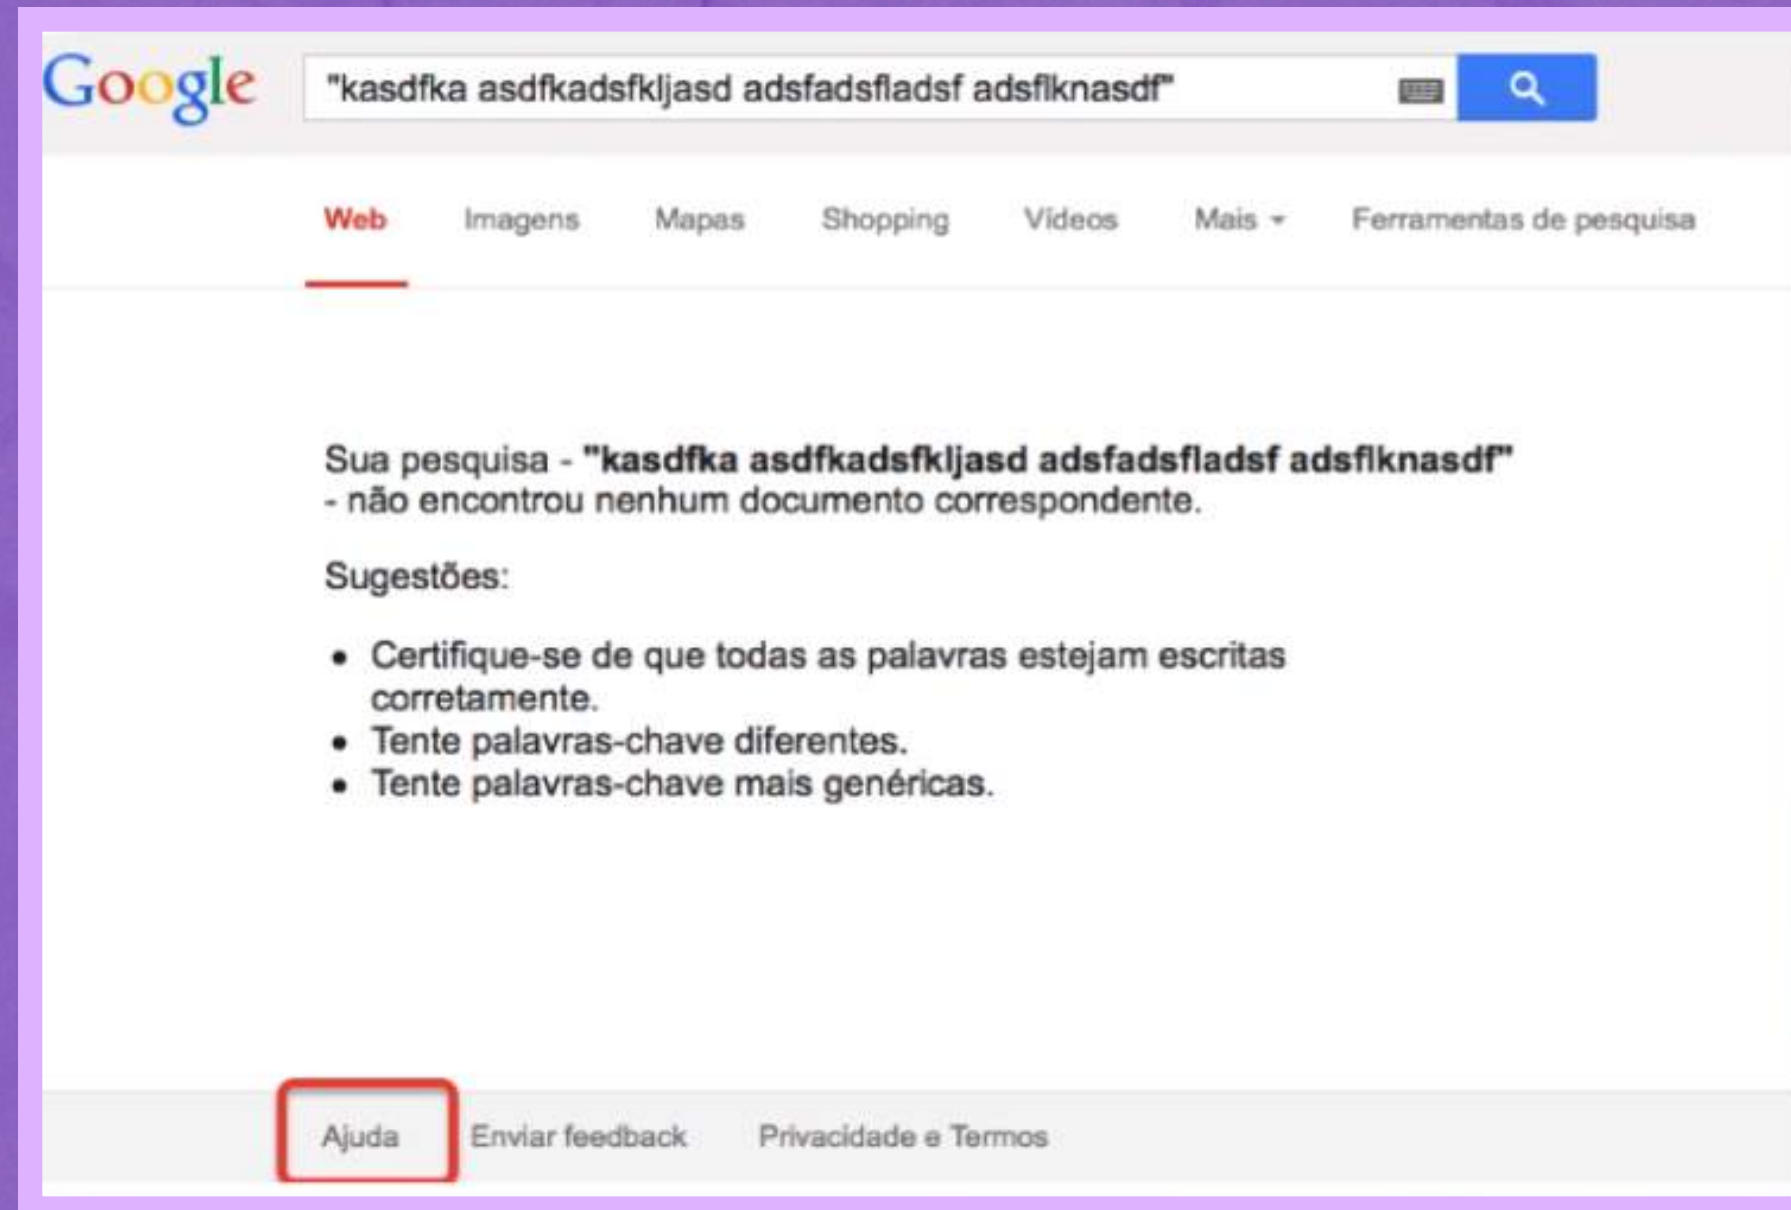 Google "kasdfka asdfkadsfkljasd adsfadsfladsf adsflknasdf"
Web Imagens Mapas Shopping Vídeos Mais Ferramentas de pesquisa
Sua pesquisa - "kasdfka asdfkadsfkljasd adsfadsfladsf adsflknasdf"
- não encontrou nenhum documento correspondente.
Sugestões:
• Certifique-se de que todas as palavras estejam escritas
corretamente.
• Tente palavras-chave diferentes.
• Tente palavras-chave mais genéricas.
Ajuda Enviar feedback Privacidade e Termos